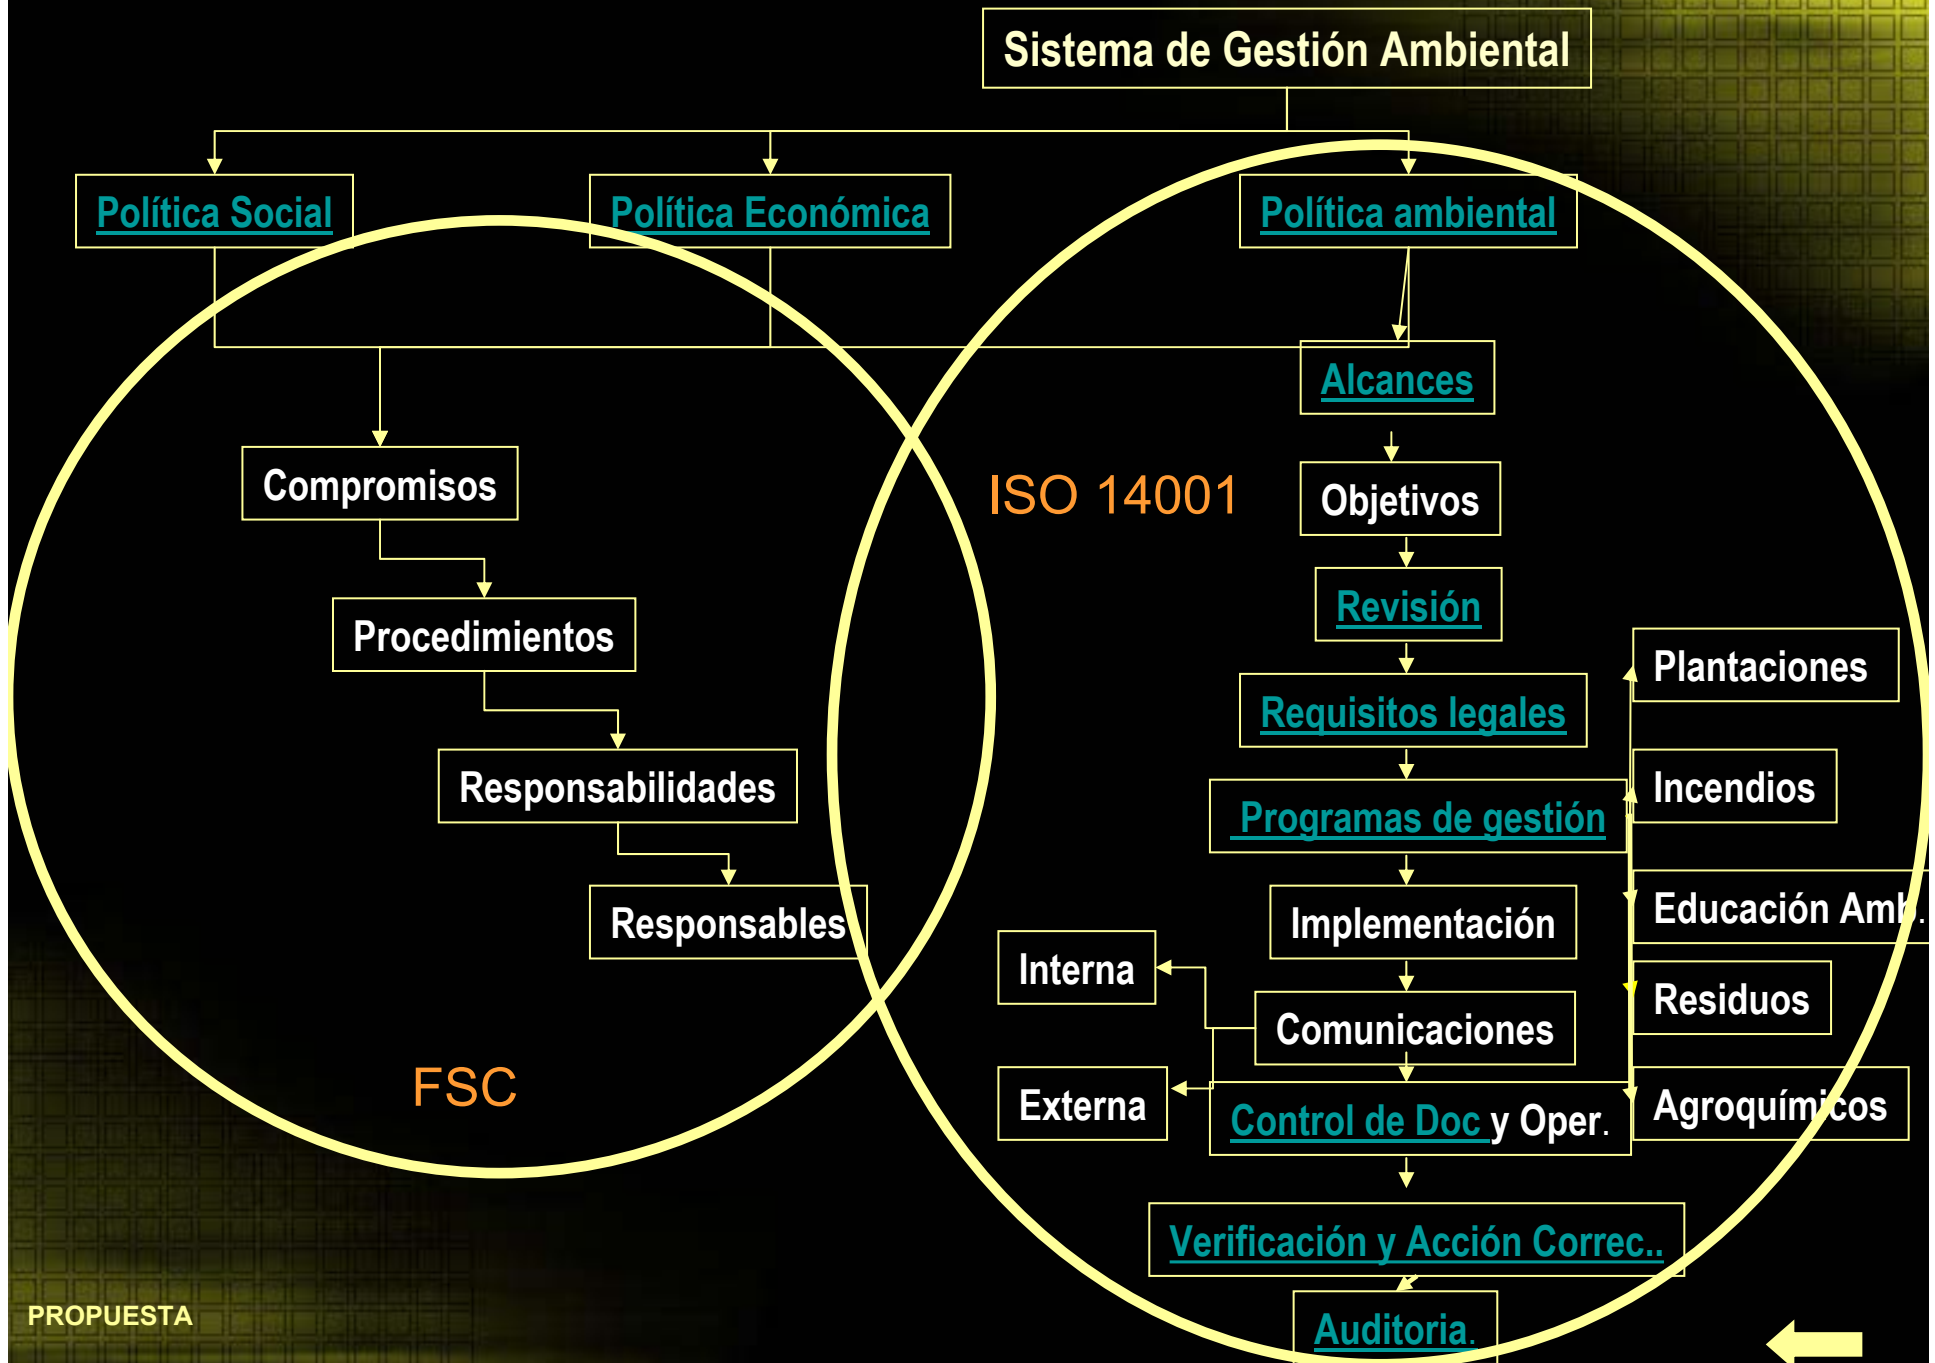 Sistema de Gestión Ambiental
Política Social
Política Económica
Política ambiental
Alcances
Compromisos
ISO 14001
Objetivos
Revisión
Procedimientos
Plantaciones
Requisitos legales
Responsabilidades
Programas de gestión
Incendios
Responsables
Implementación
Educación Amb.
Interna
Residuos
Comunicaciones
FSC
Externa
Control de Doc y Oper.
Agroquímicos
Verificación y Acción Correc..
PROPUESTA
Auditoria.